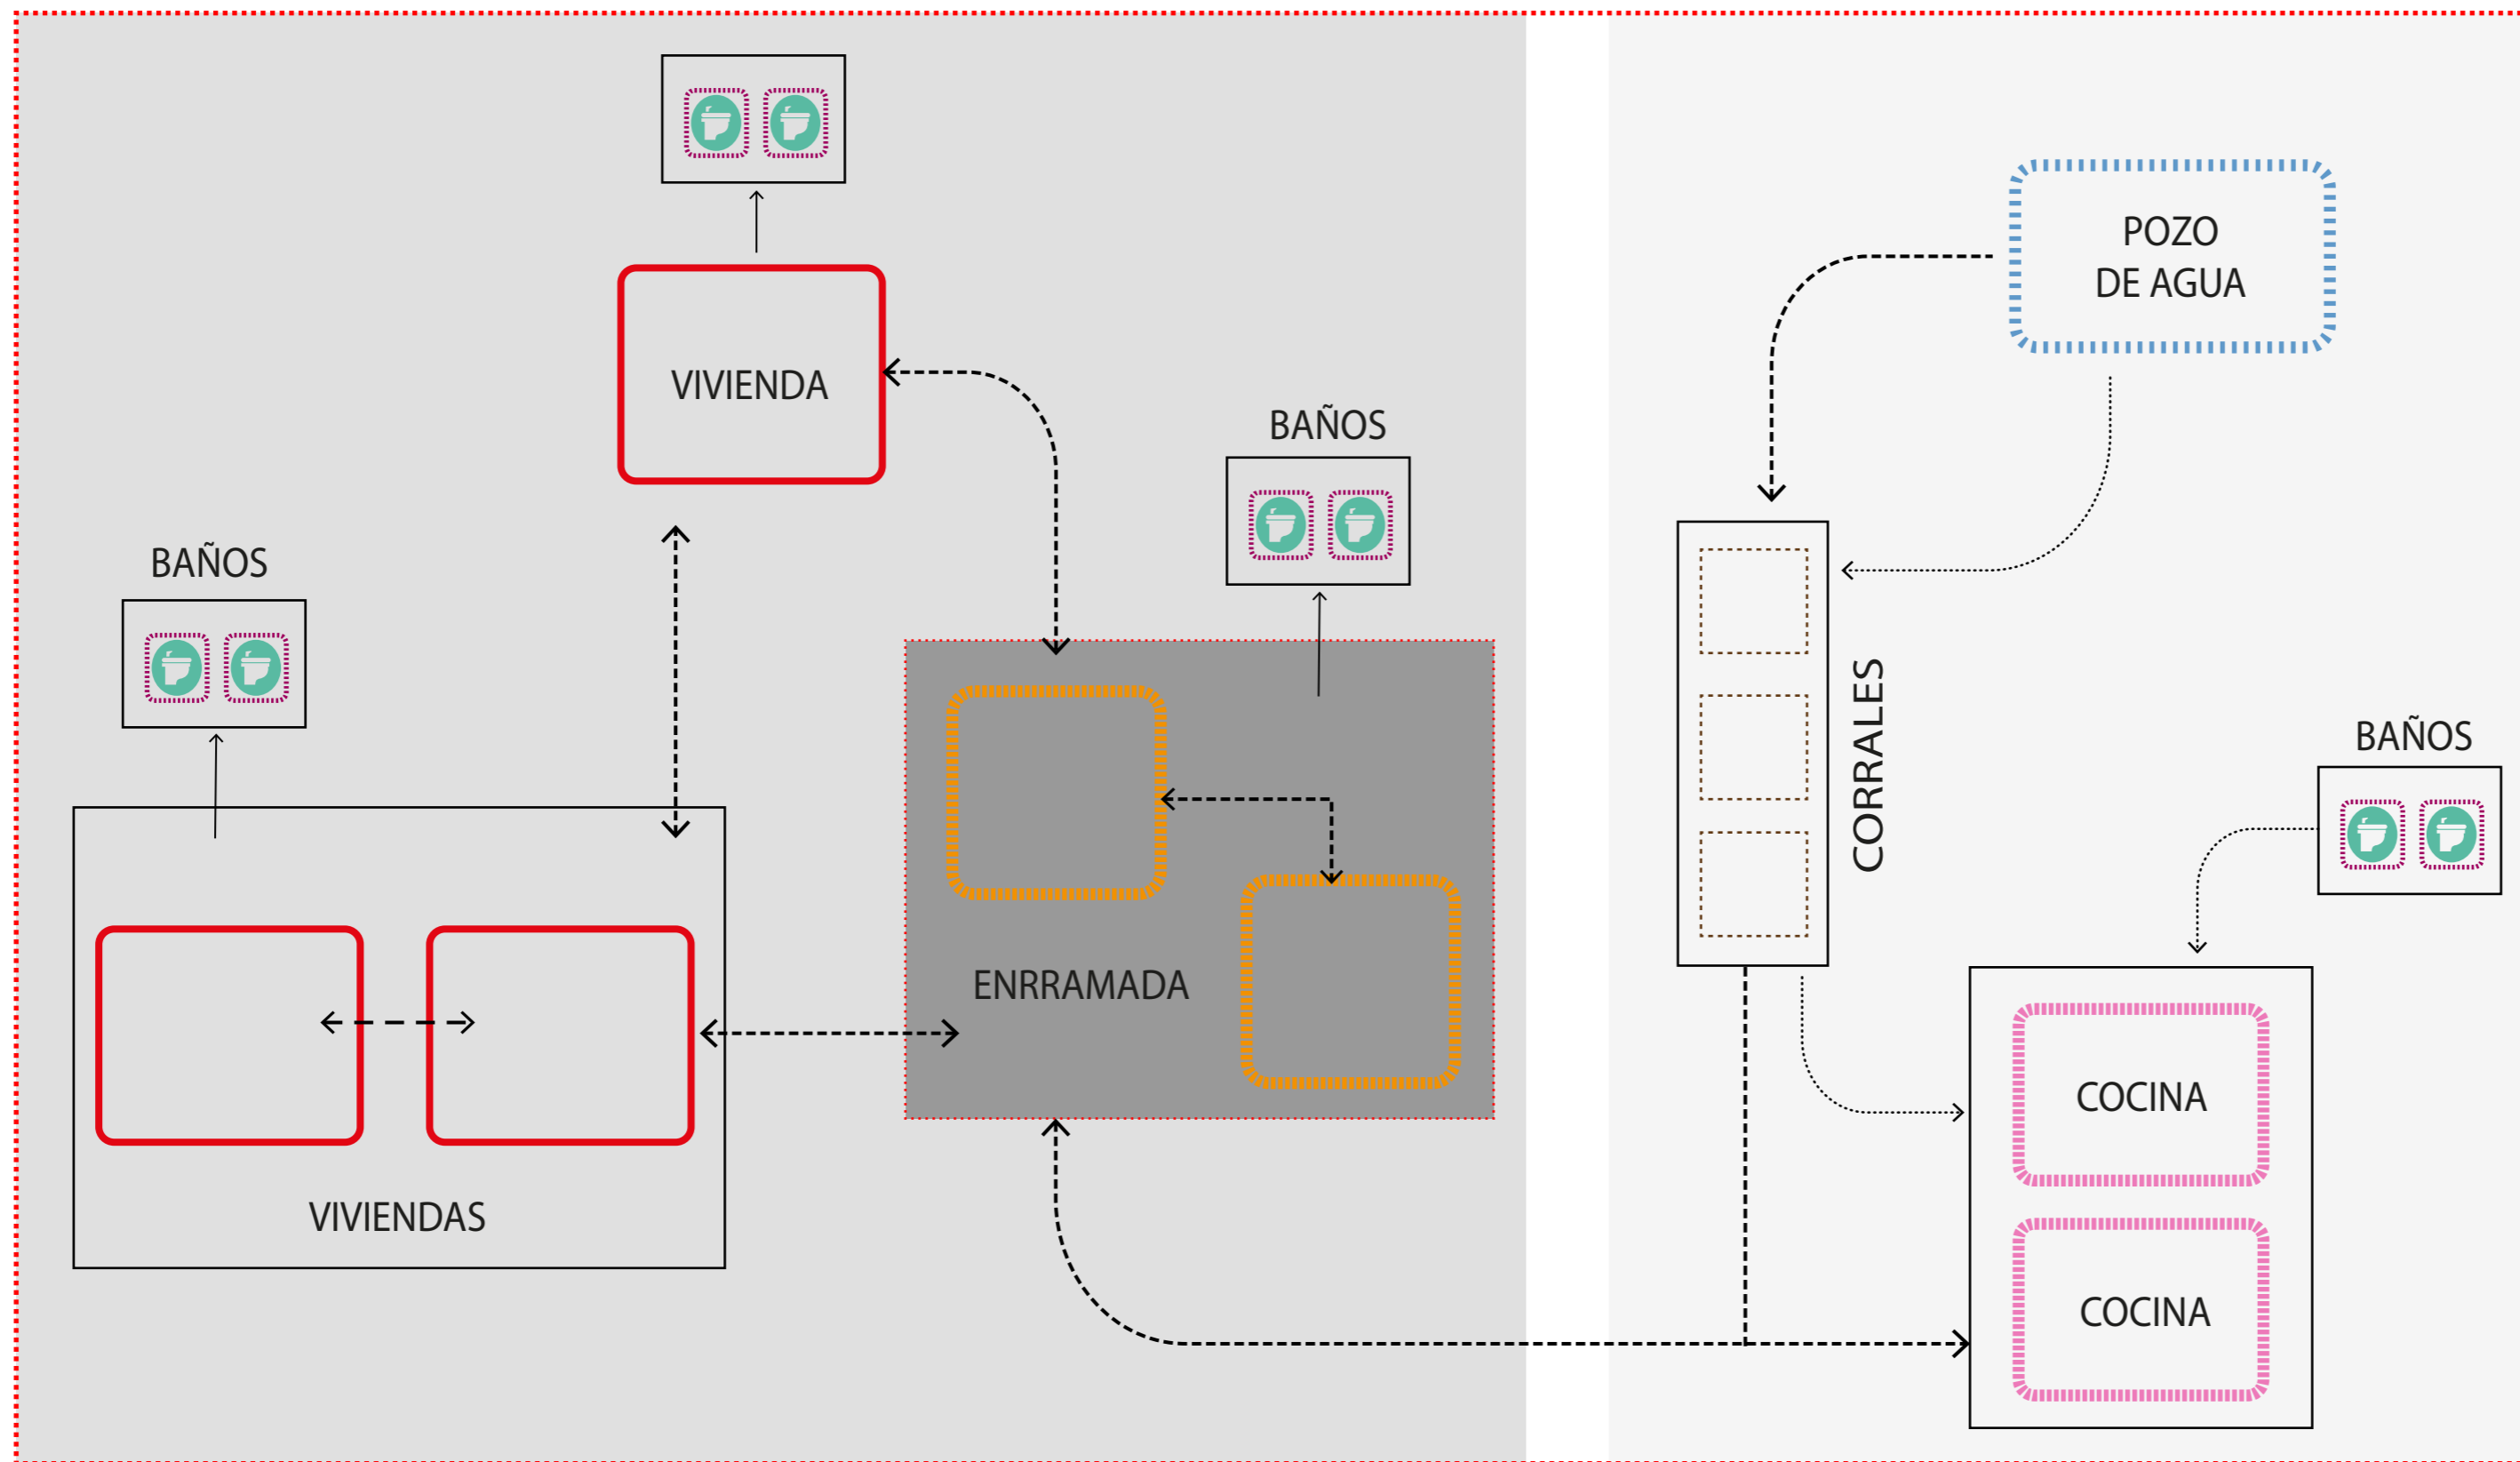 POZO
DE AGUA
VIVIENDA
BAÑOS
BAÑOS
CORRALES
BAÑOS
ENRRAMADA
COCINA
VIVIENDAS
COCINA